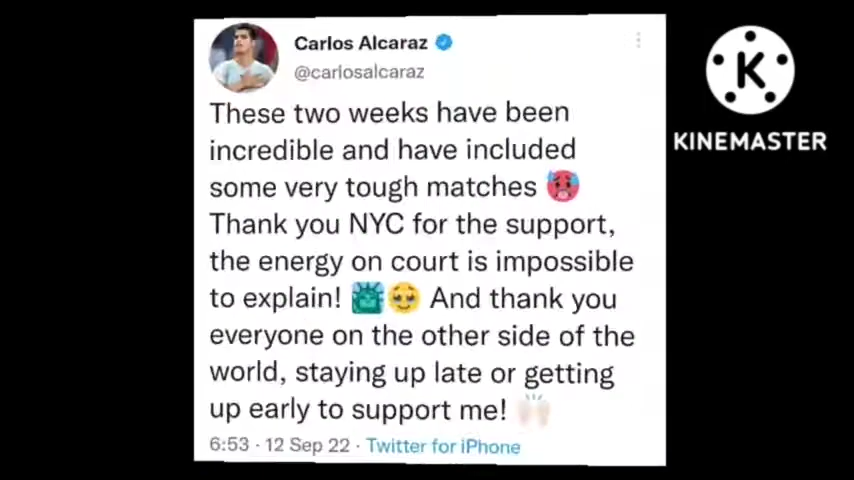 Carlos Alcaraz
@carlosalcaraz
These two weeks have been
incredible and have included
some very tough matches 🥵
Thank you NYC for the support,
the energy on court is impossible
to explain! 🗽🥹 And thank you
everyone on the other side of the
world, staying up late or getting
up early to support me! 🙌🏻
6:53 · 12 Sep 22 · Twitter for iPhone
K
KINEMASTER